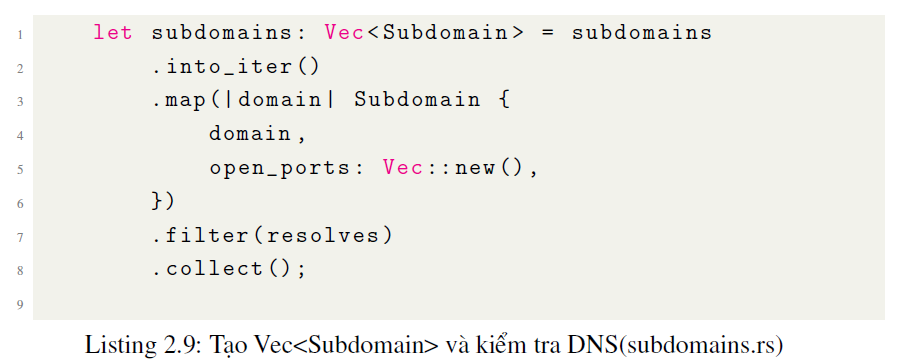 1 let subdomains: Vec<Subdomain> = subdomains
2 .into_iter()
3 .map(|domain| Subdomain {
4 domain,
5 open_ports: Vec::new(),
6 })
7 .filter(resolves)
8 .collect();
9
Listing 2.9: Tạo Vec<Subdomain> và kiểm tra DNS(subdomains.rs)